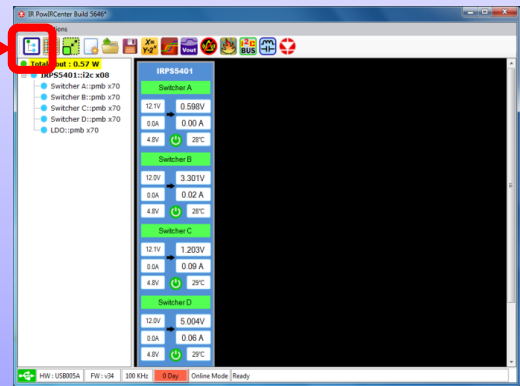 IR PowIRCenter Build 5646*
ions
X=
Y-2
Vout
I²C
BUS
Total Pout : 0.57 W
IRPS5401::i2c x08
Switcher A::pmb x70
Switcher B::pmb x70
Switcher C::pmb x70
Switcher D::pmb x70
LDO::pmb x70
IRPS5401
Switcher A
12.1V 0.598V
0.0A 0.00 A
4.8V 28°C
Switcher B
12.0V 3.301V
0.0A 0.02 A
4.8V 28°C
Switcher C
12.1V 1.203V
0.0A 0.09 A
4.8V 29°C
Switcher D
12.0V 5.004V
0.0A 0.06 A
4.8V 29°C
HW : USB005A FW : v34 100 KHz 0 Day Online Mode Ready